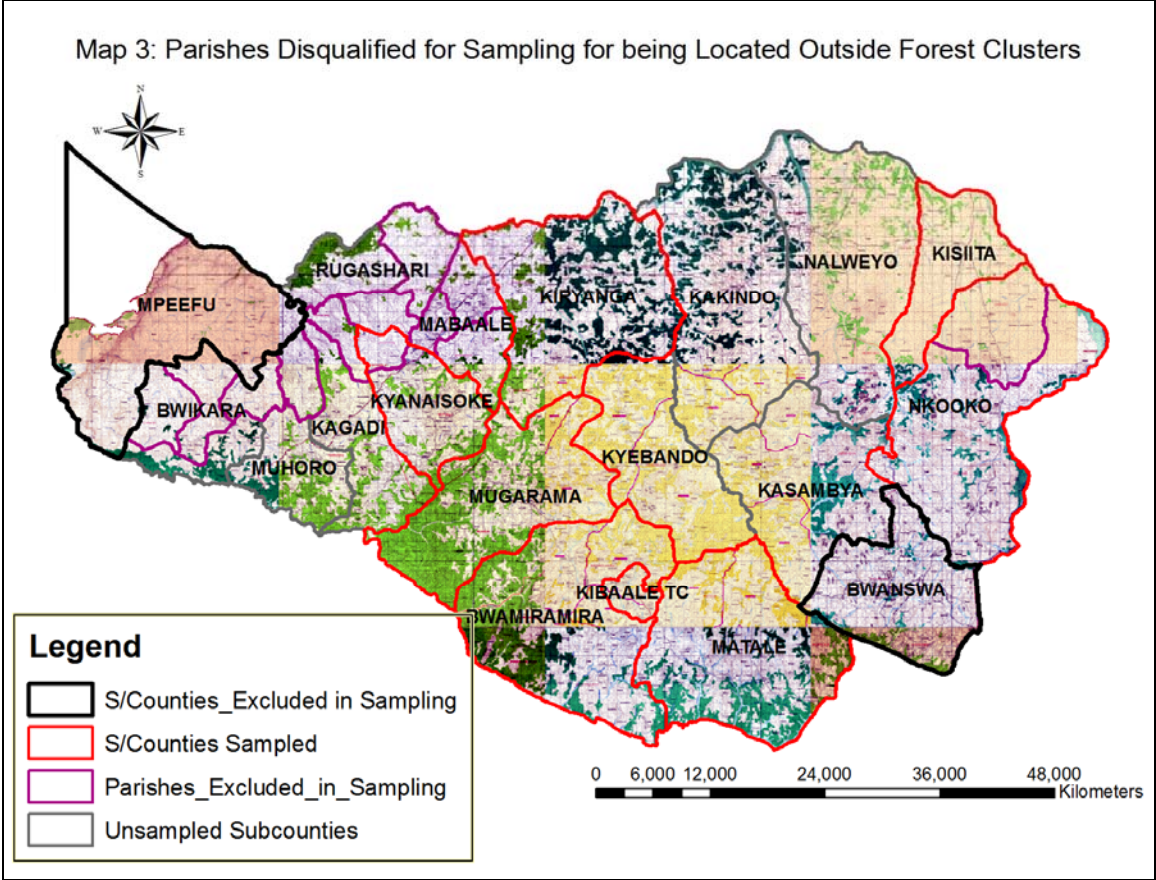 Map 3: Parishes Disqualified for Sampling for being Located Outside Forest Clusters
N
W E
S
NALWEYO
KISIITA
RUGASHARI
MPEEFU
KIRYANGA
KAKINDO
MABAALE
KYANAISOKE
BWIKARA
NKOOKO
KAGADI
KYEBANDO
MUHORO
KASAMBYA
MUGARAMA
KIBAALE TC
BWANSWA
BWAMIRAMIRA
MATALE
Legend
S/Counties_Excluded in Sampling
S/Counties Sampled
Parishes_Excluded_in_Sampling
Unsampled Subcounties
0 6,000 12,000 24,000 36,000 48,000
Kilometers